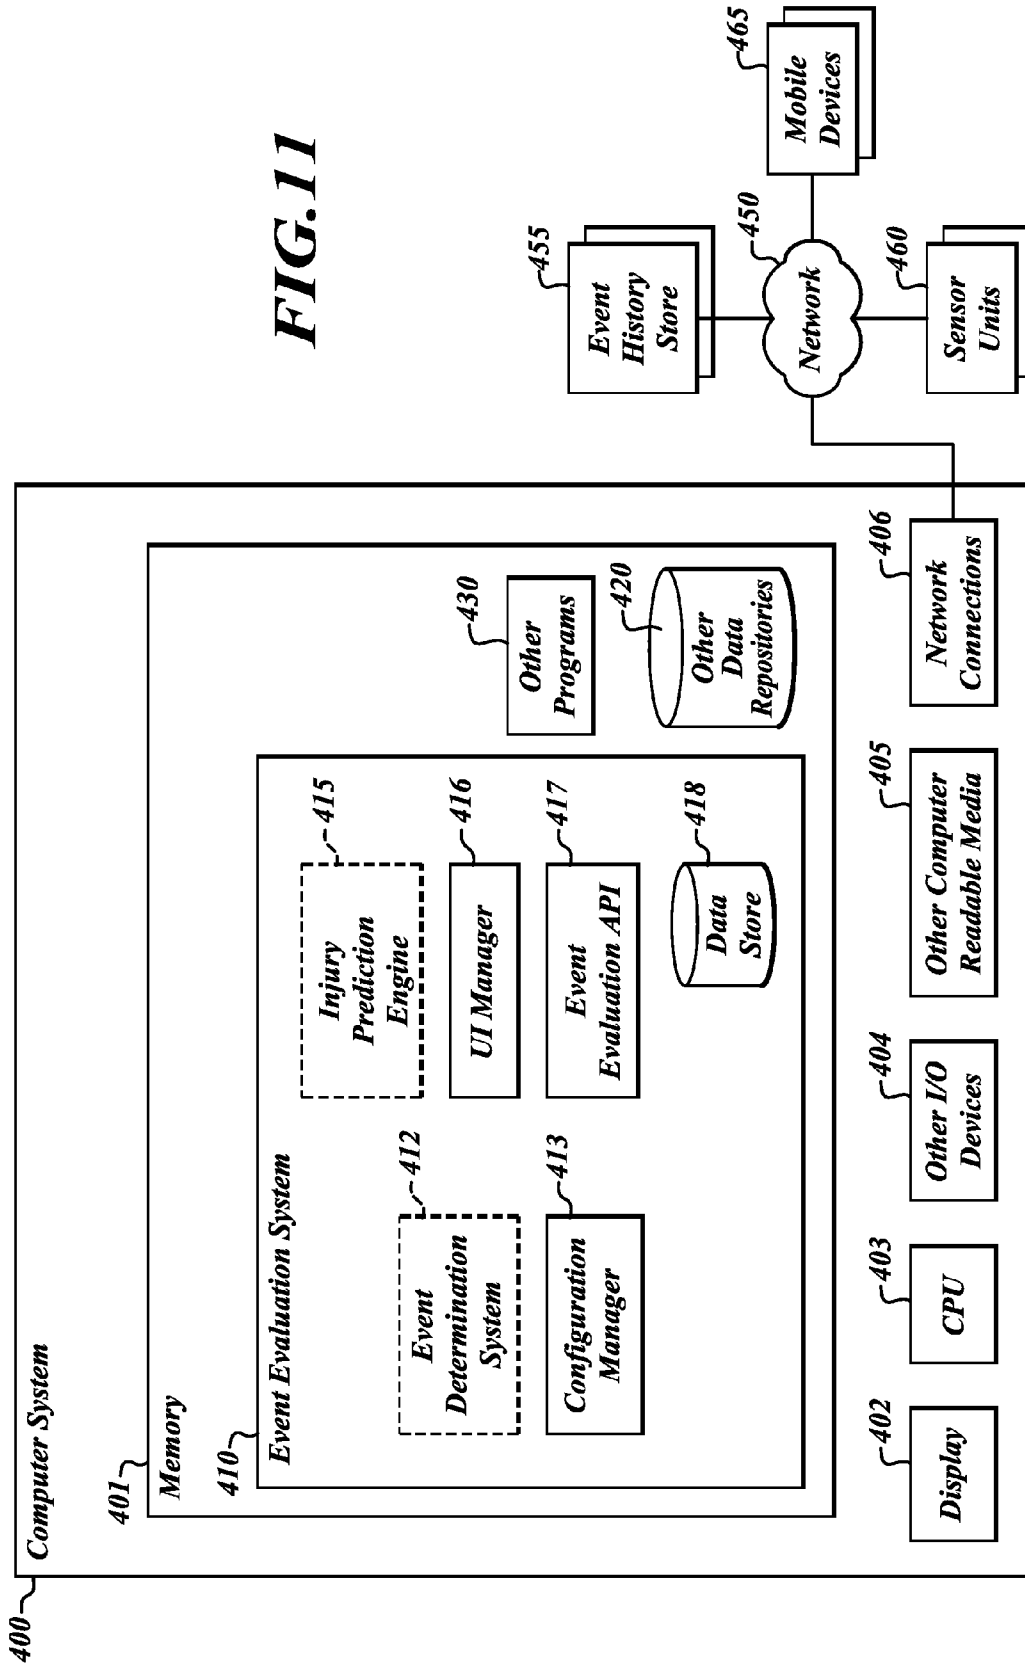 400
Computer System
401
Memory
410
Event Evaluation System
412
Event
Determination
System
415
Injury
Prediction
Engine
413
Configuration
Manager
416
UI Manager
417
Event
Evaluation API
418
Data
Store
430
Other
Programs
420
Other
Data
Repositories
402
Display
403
CPU
404
Other I/O
Devices
405
Other Computer
Readable Media
406
Network
Connections
FIG.11
455
Event
History
Store
450
Network
465
Mobile
Devices
460
Sensor
Units